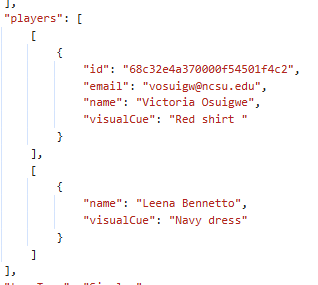 ],
"players": [
[
{
"id": "68c32e4a370000f54501f4c2",
"email": "vosuigw@ncsu.edu",
"name": "Victoria Osuigwe",
"visualCue": "Red shirt "
}
],
[
{
"name": "Leena Bennetto",
"visualCue": "Navy dress"
}
]
],